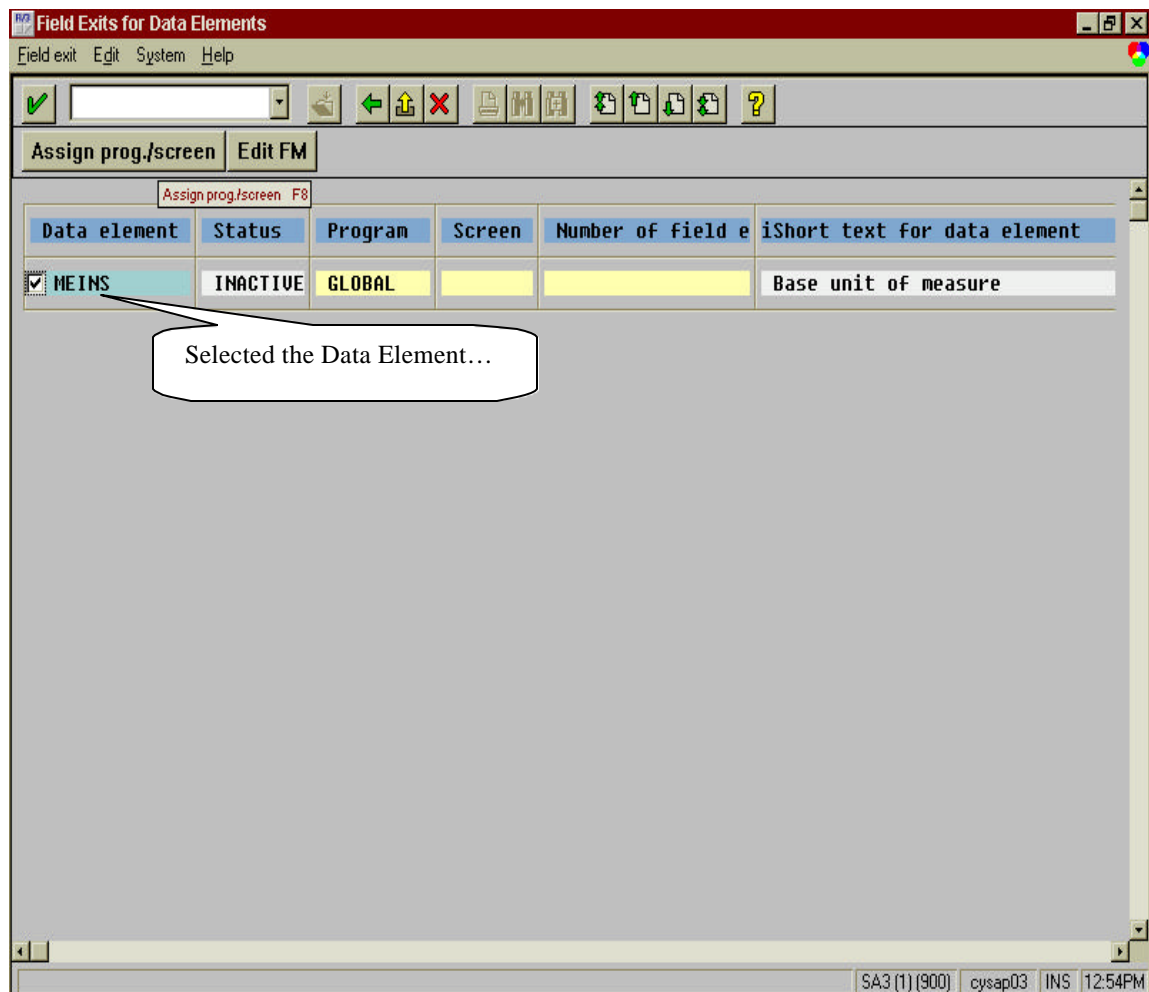 R/3 Field Exits for Data Elements
Field exit Edit System Help
Assign prog./screen Edit FM
Assign prog./screen F8
Data element Status Program Screen Number of field e iShort text for data element
MEINS INACTIVE GLOBAL Base unit of measure
Selected the Data Element…
SA3 (1) (900) cysap03 INS 12:54PM